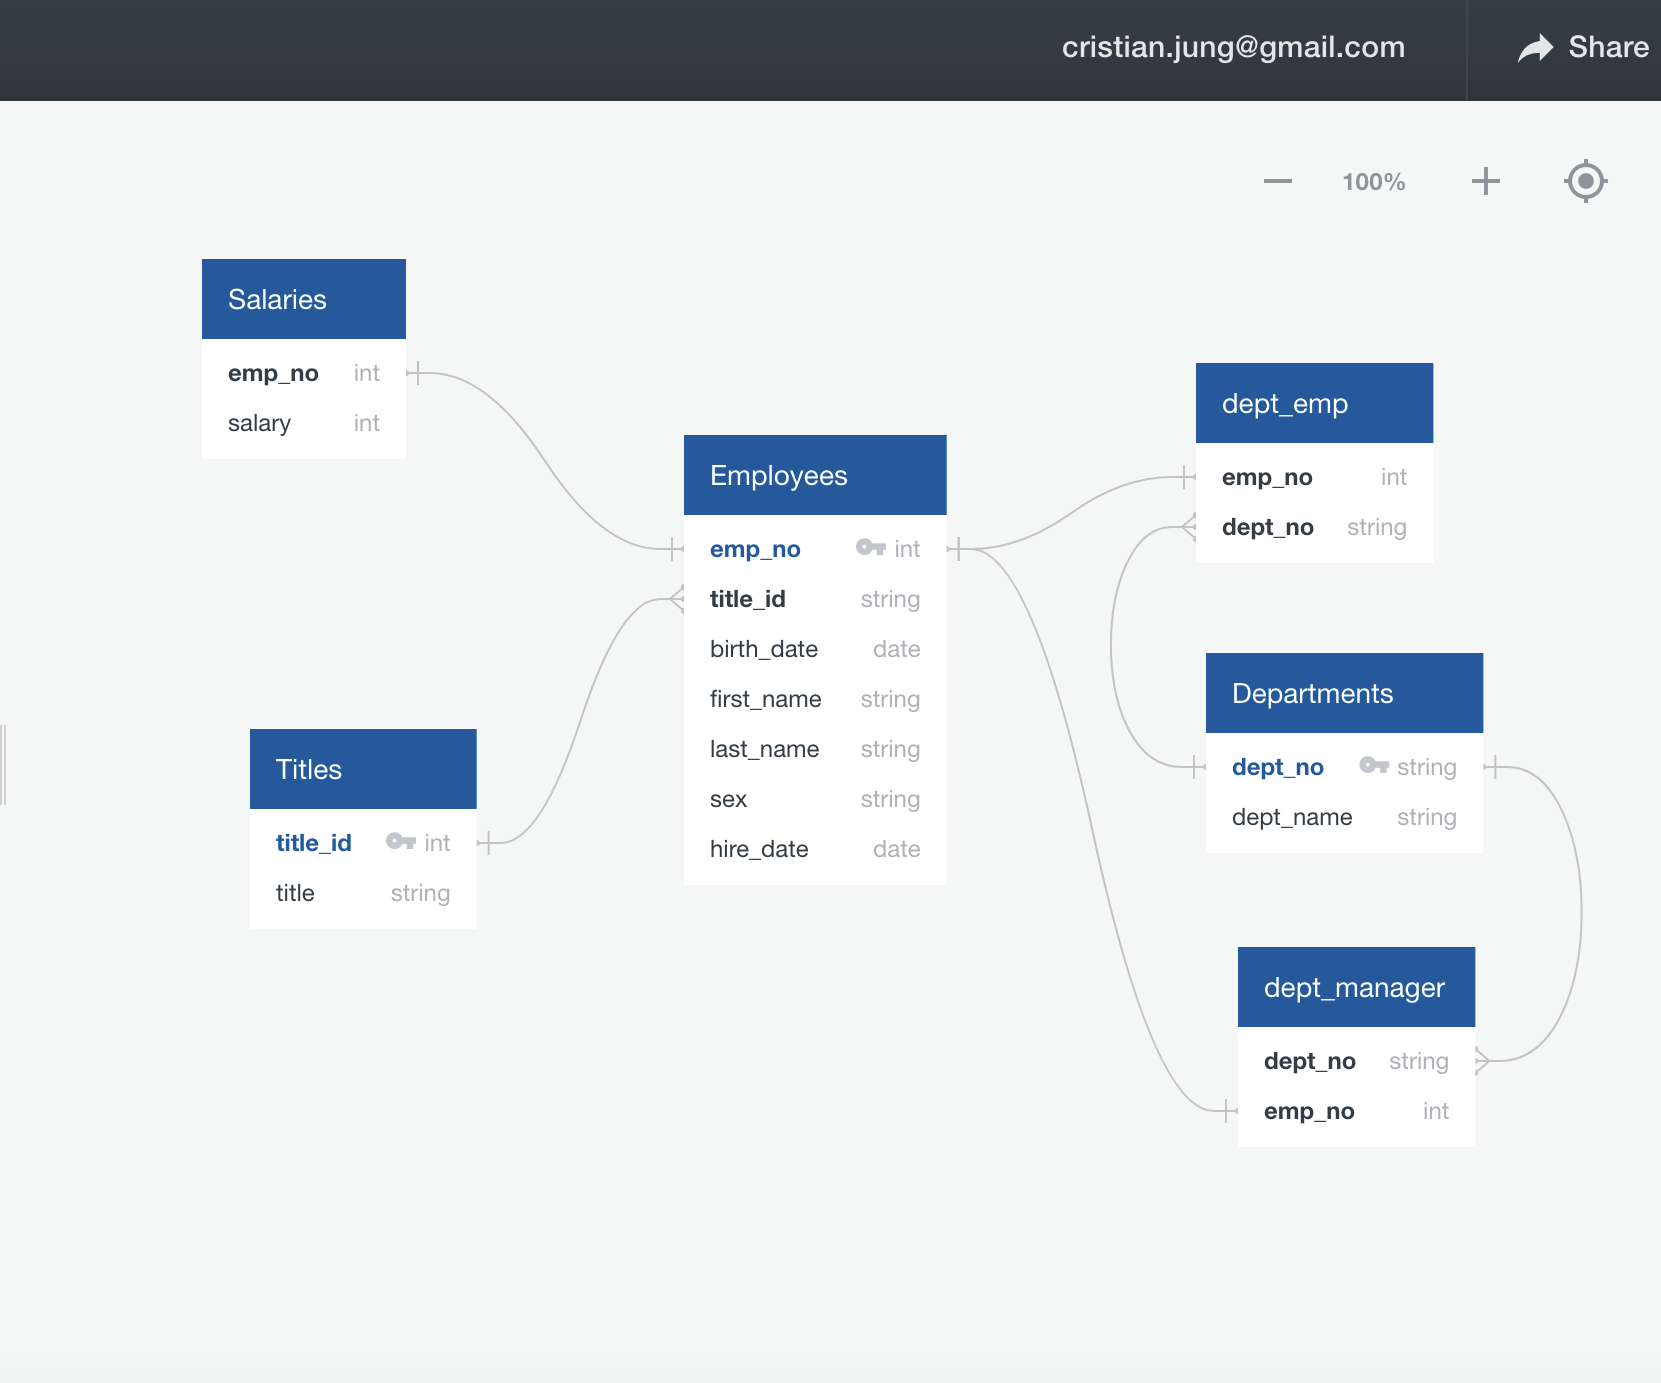 cristian.jung@gmail.com
Share
100%
Salaries
emp_no int
salary int
Employees
emp_no int
title_id string
birth_date date
first_name string
last_name string
sex string
hire_date date
Titles
title_id int
title string
dept_emp
emp_no int
dept_no string
Departments
dept_no string
dept_name string
dept_manager
dept_no string
emp_no int